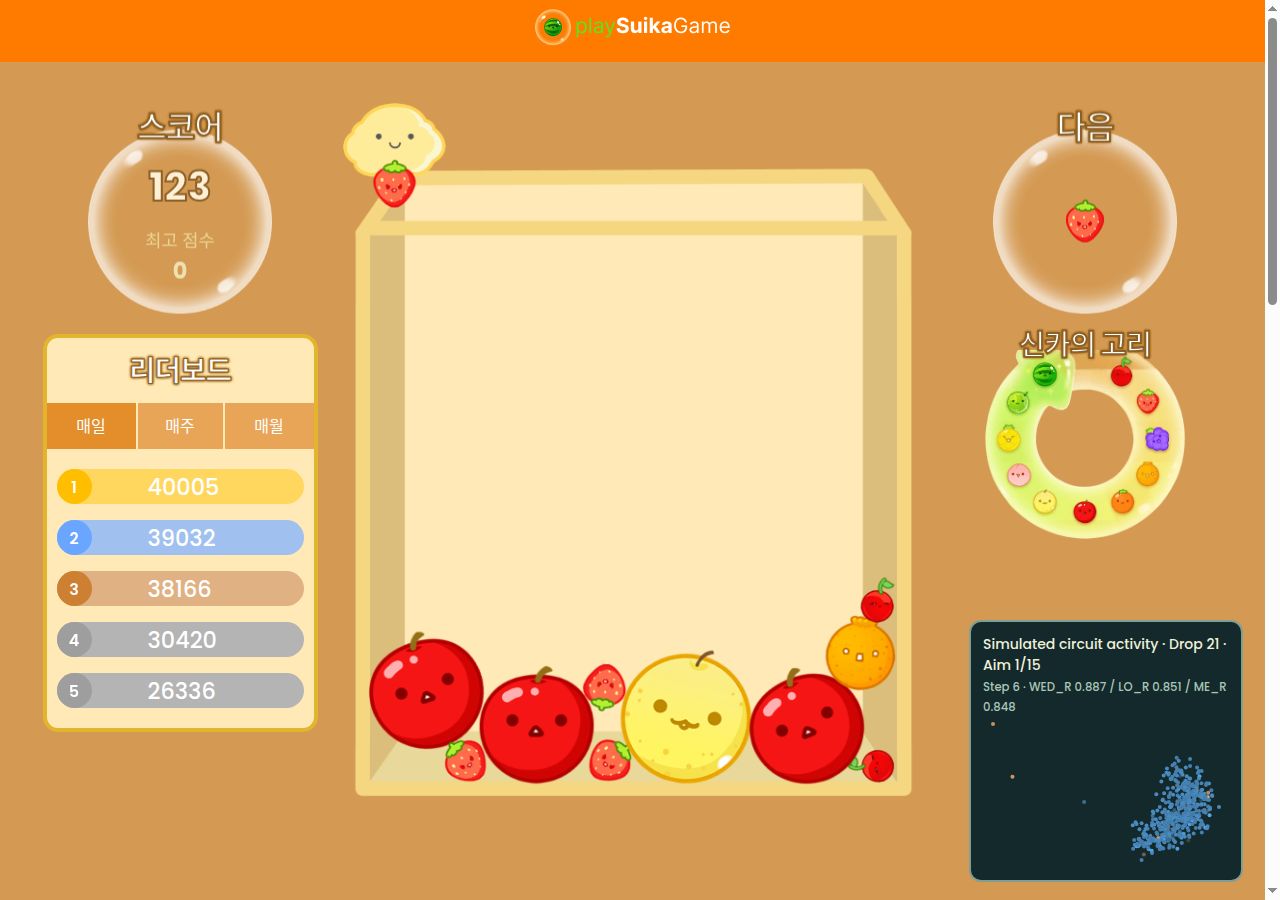 playSuikaGame
스코어
123
최고 점수
0
다음
신카의 고리
리더보드
매일 매주 매월
1 40005
2 39032
3 38166
4 30420
5 26336
Simulated circuit activity · Drop 21 ·
Aim 1/15
Step 6 · WED_R 0.887 / LO_R 0.851 / ME_R
0.848